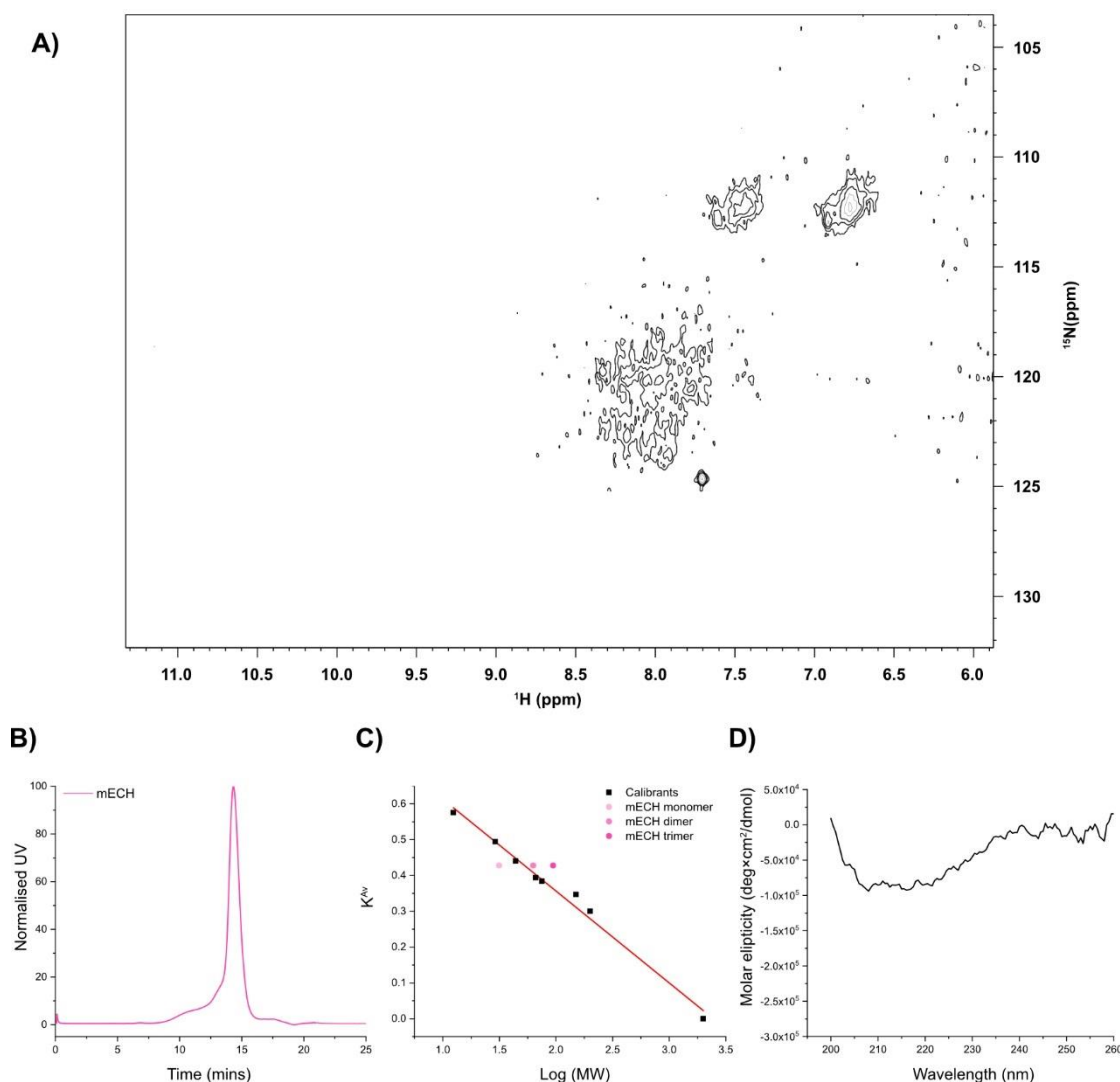 A)
105
110
115
120
125
130
¹⁵N(ppm)
11.0 10.5 10.0 9.5 9.0 8.5 8.0 7.5 7.0 6.5 6.0
¹H (ppm)
B)
mECH
100
80
60
40
20
0
Normalised UV
0 5 10 15 20 25
Time (mins)
C)
Calibrants
mECH monomer
mECH dimer
mECH trimer
0.6
0.5
0.4
0.3
0.2
0.1
0.0
K^Av
1.0 1.5 2.0 2.5 3.0 3.5
Log (MW)
D)
5.0x10⁴
0.0
-5.0x10⁴
-1.0x10⁵
-1.5x10⁵
-2.0x10⁵
-2.5x10⁵
-3.0x10⁵
Molar elipticity (deg×cm²/dmol)
200 210 220 230 240 250 260
Wavelength (nm)